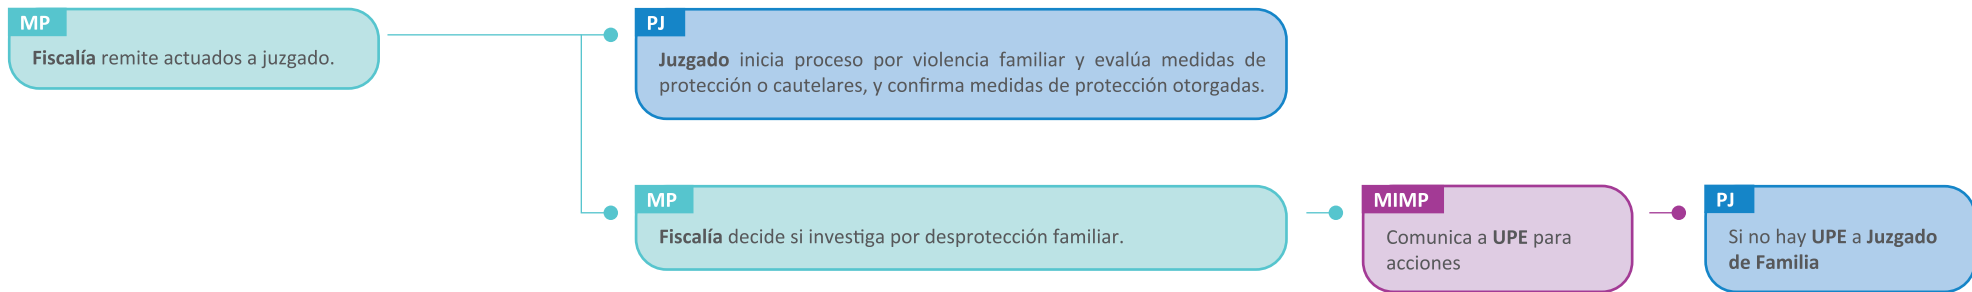 MP
Fiscalía remite actuados a juzgado.
PJ
Juzgado inicia proceso por violencia familiar y evalúa medidas de
protección o cautelares, y confirma medidas de protección otorgadas.
MP
Fiscalía decide si investiga por desprotección familiar.
MIMP
Comunica a UPE para
acciones
PJ
Si no hay UPE a Juzgado
de Familia